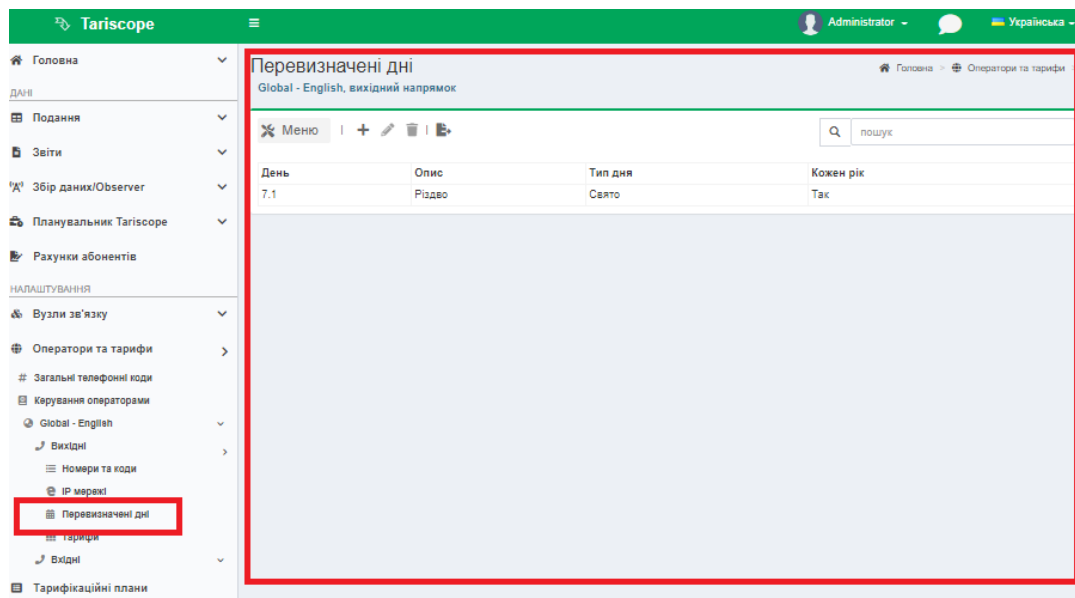 Tariscope
Administrator
Українська
Головна
ДАНІ
Подання
Звіти
Збір даних/Observer
Планувальник Tariscope
Рахунки абонентів
НАЛАШТУВАННЯ
Вузли зв'язку
Оператори та тарифи
Загальні телефонні коди
Керування операторами
Global - English
Вихідні
Номери та коди
IP мережі
Перевизначені дні
Тарифи
Вхідні
Тарифікаційні плани
Перевизначені дні
Global - English, вихідний напрямок
Головна > Оператори та тарифи >
Меню
пошук
День Опис Тип дня Кожен рік
7.1 Різдво Свято Так